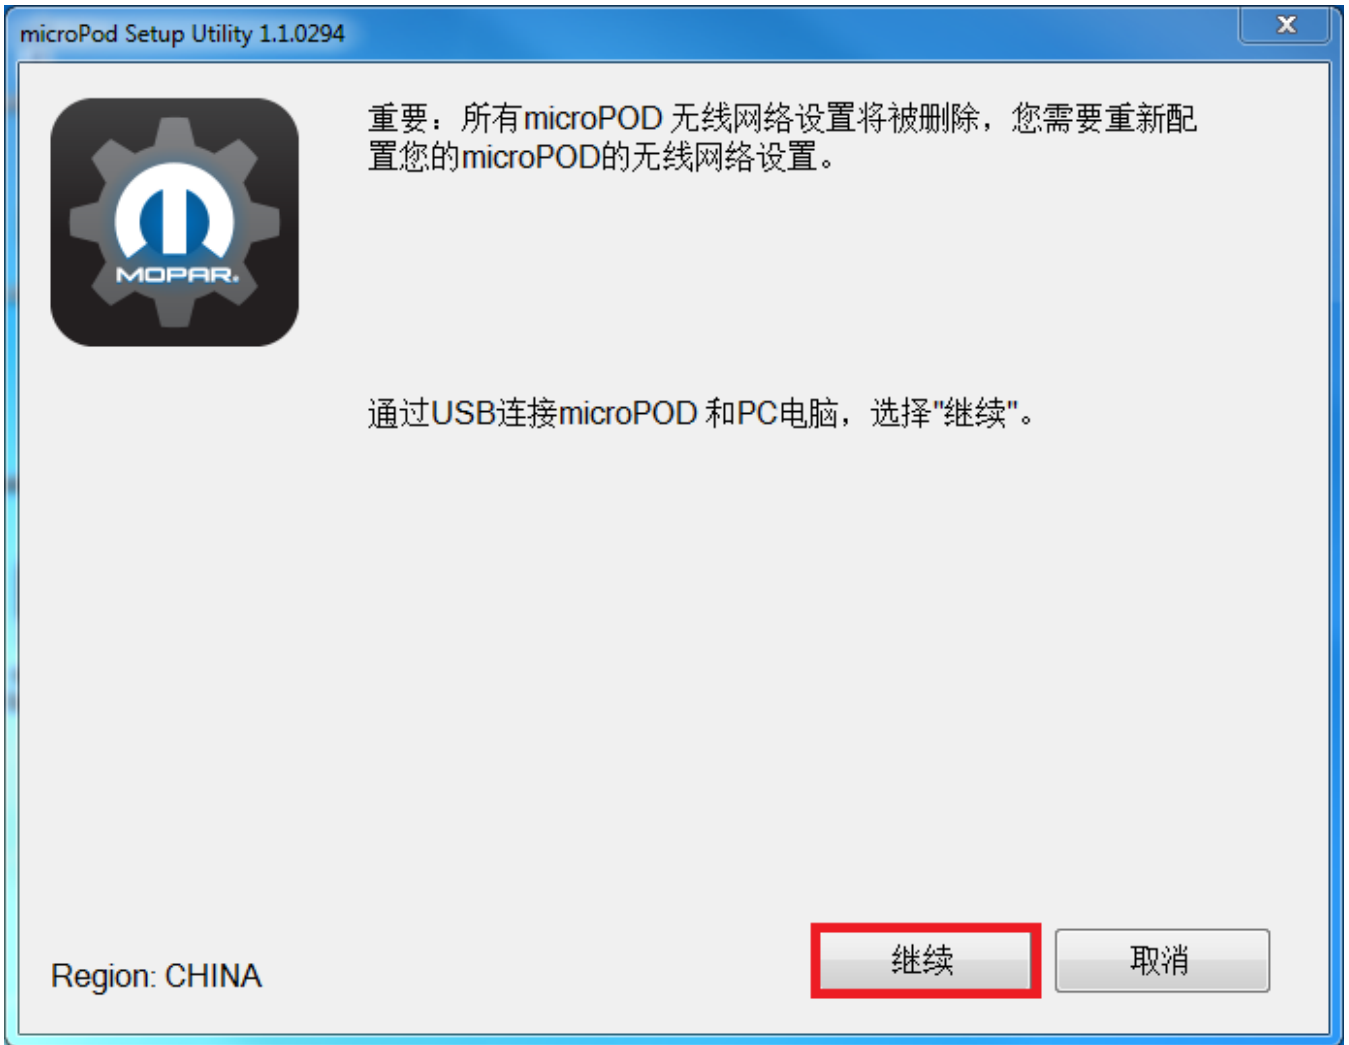 microPod Setup Utility 1.1.0294
X
重要：所有microPOD 无线网络设置将被删除，您需要重新配
置您的microPOD的无线网络设置。
MOPAR.
通过USB连接microPOD 和PC电脑，选择"继续"。
继续
取消
Region: CHINA